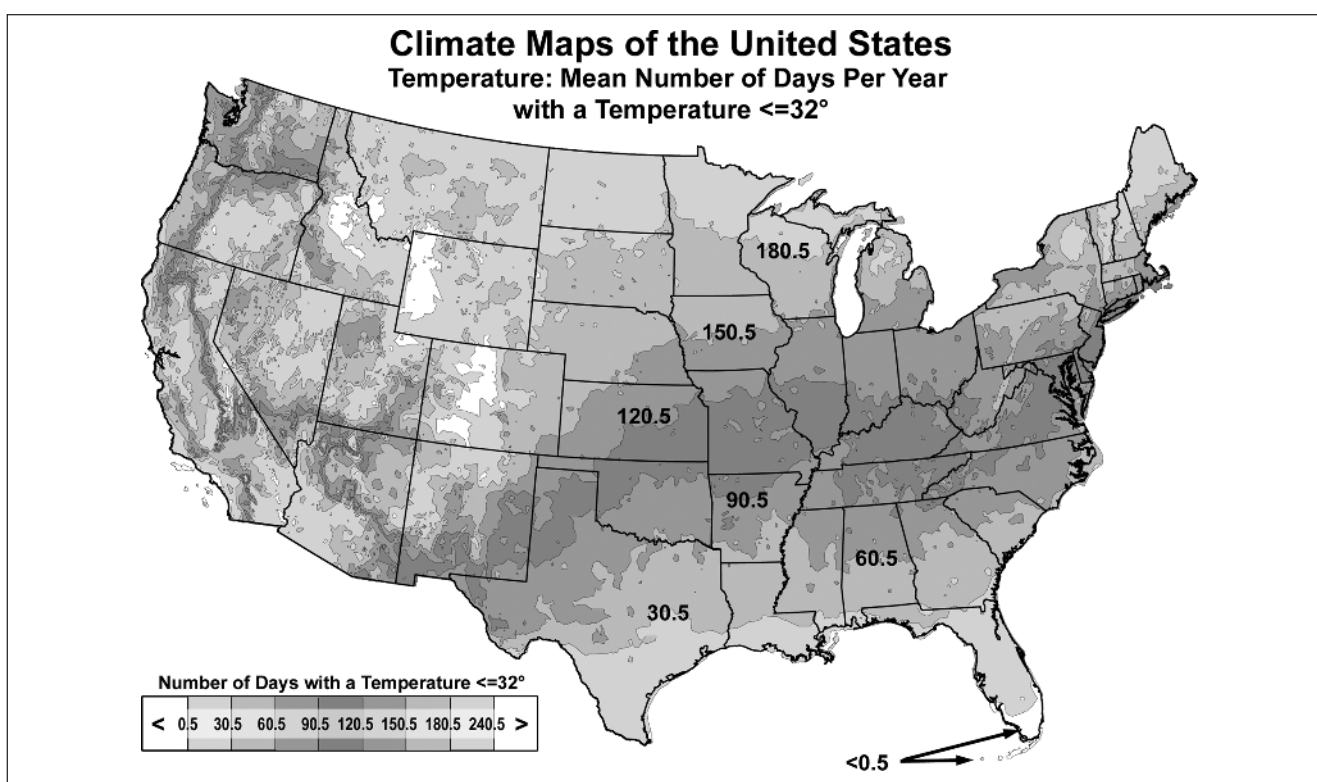 Climate Maps of the United States
Temperature: Mean Number of Days Per Year
with a Temperature <=32°
180.5
150.5
120.5
90.5
60.5
30.5
Number of Days with a Temperature <=32°
< 0.5 30.5 60.5 90.5 120.5 150.5 180.5 240.5 >
<0.5